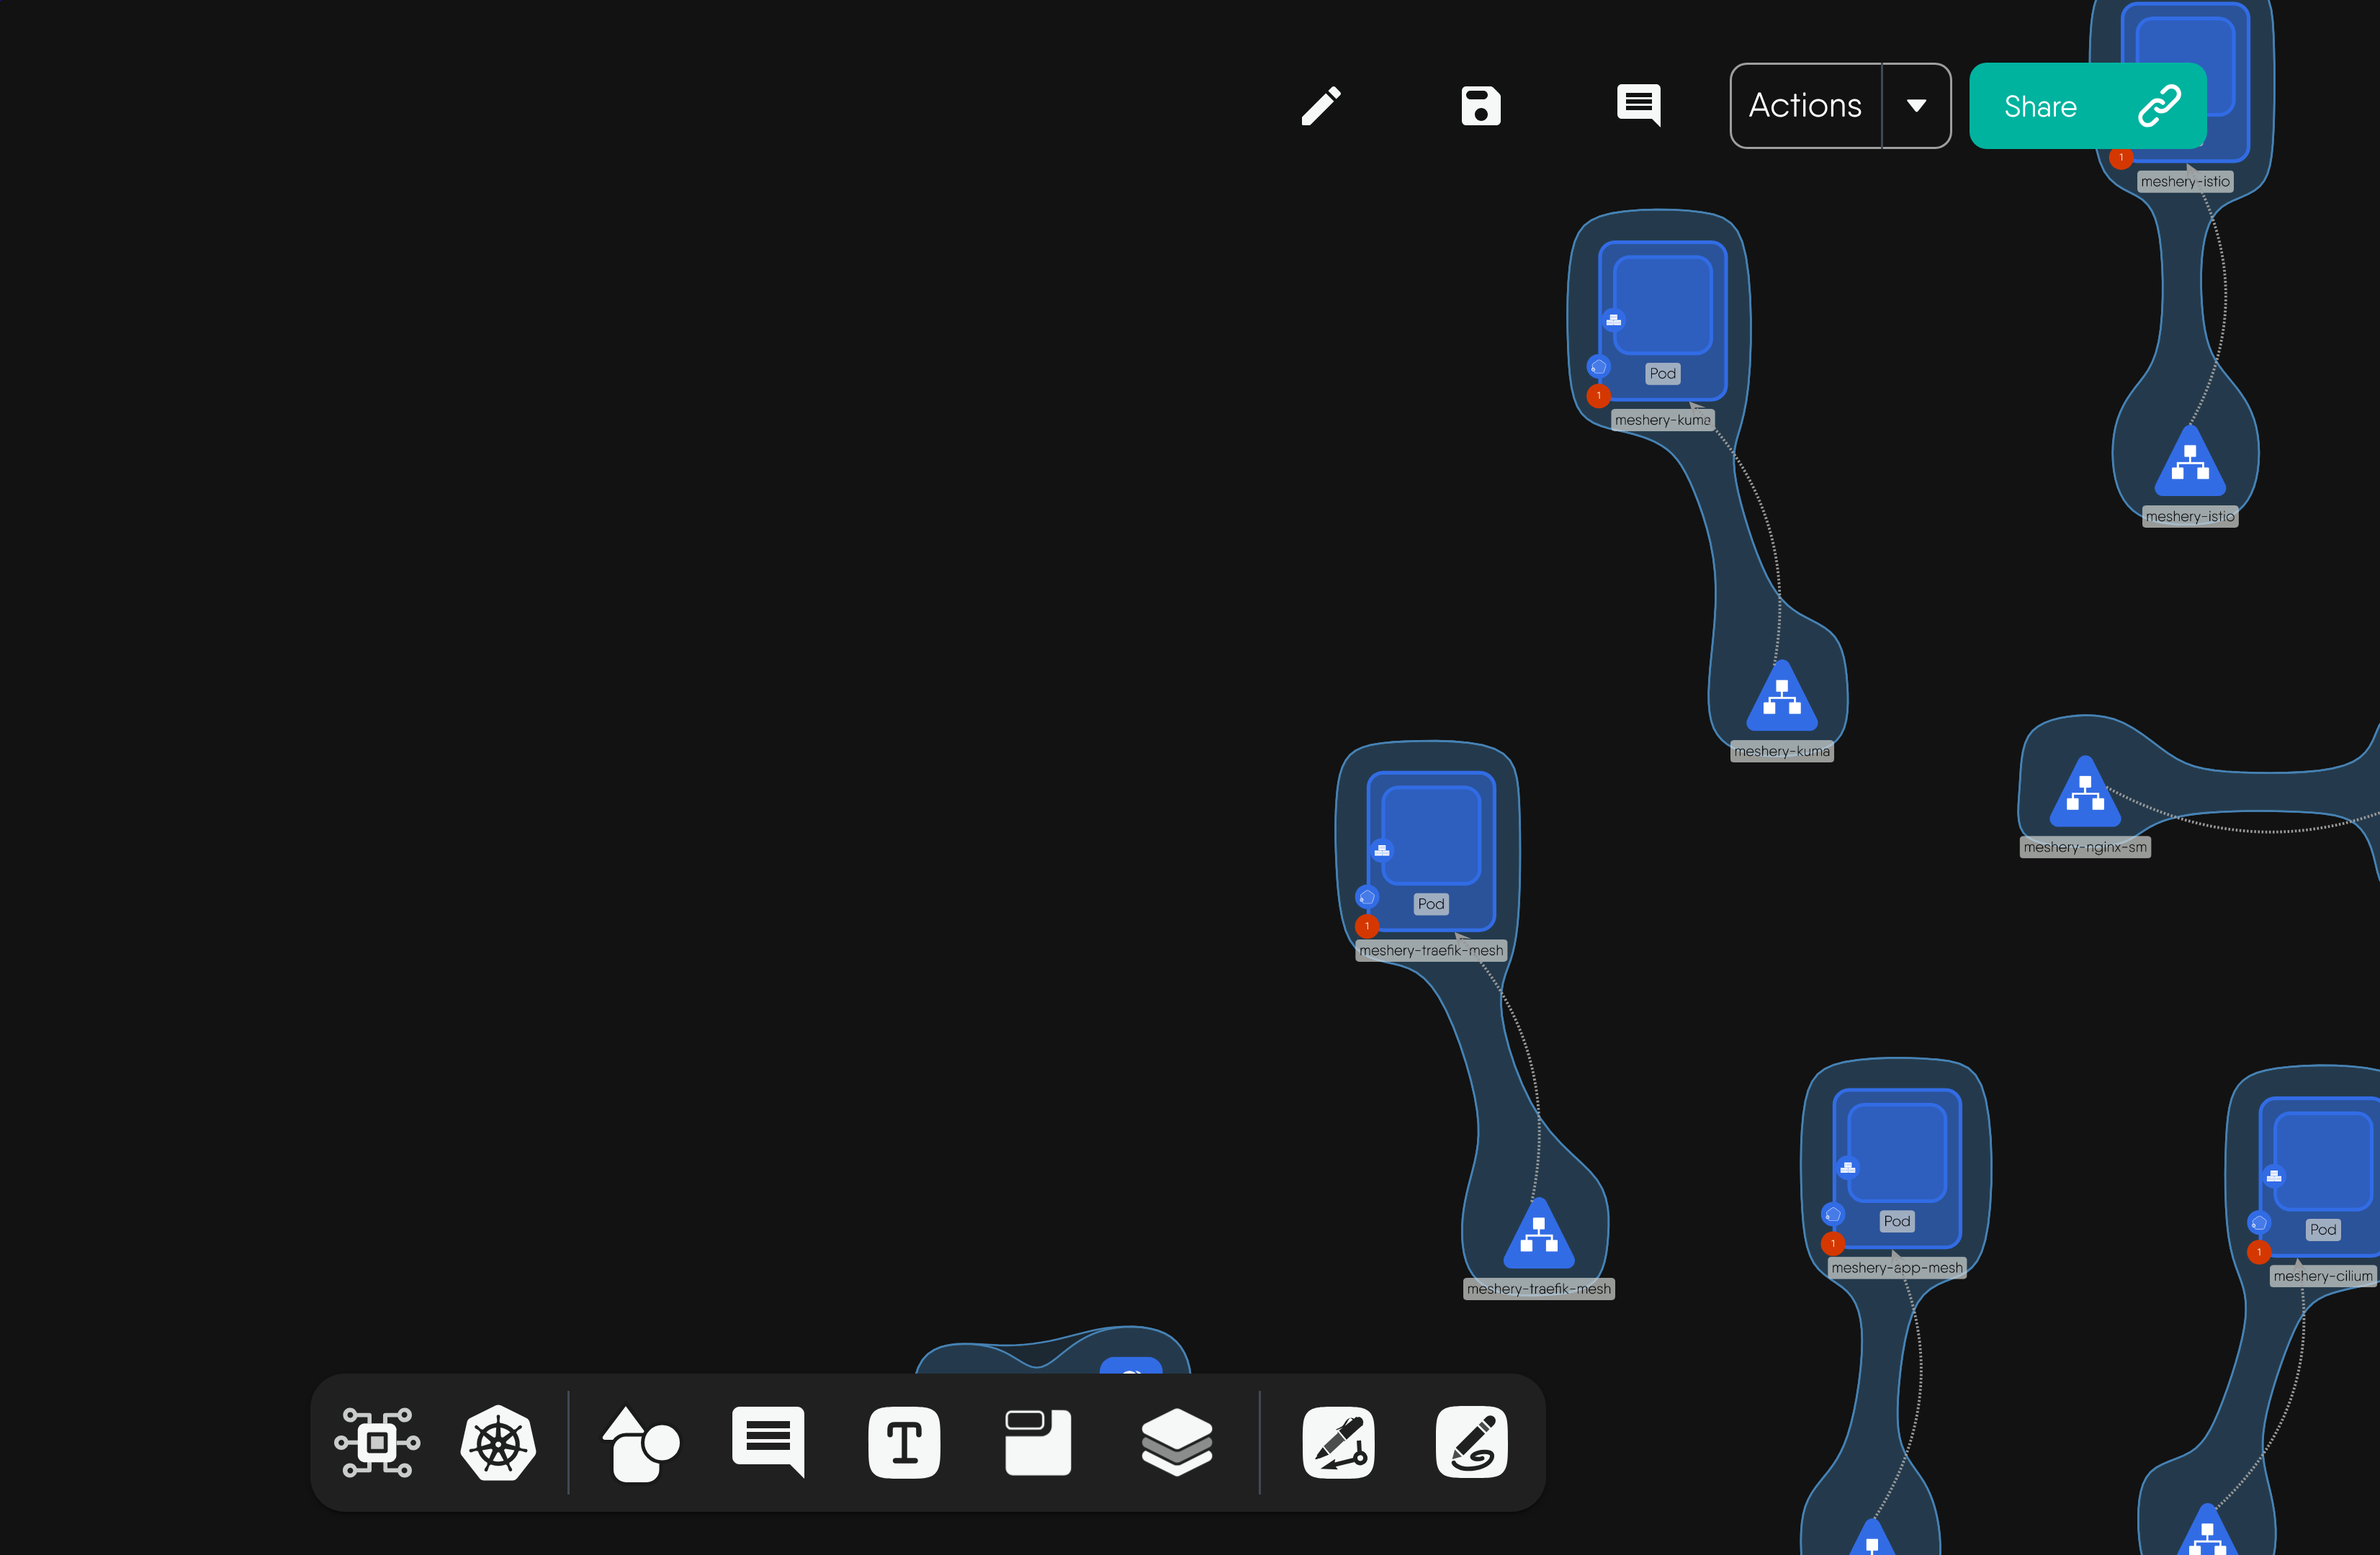 Actions
Share
1
meshery-istio
Pod
1
meshery-kuma
meshery-istio
meshery-kuma
meshery-nginx-sm
Pod
1
meshery-traefik-mesh
Pod
1
meshery-app-mesh
Pod
1
meshery-cilium
meshery-traefik-mesh
T